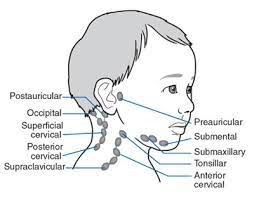 Postauricular
Occipital
Superficial
cervical
Posterior
cervical
Supraclavicular
Preauricular
Submental
Submaxillary
Tonsillar
Anterior
cervical